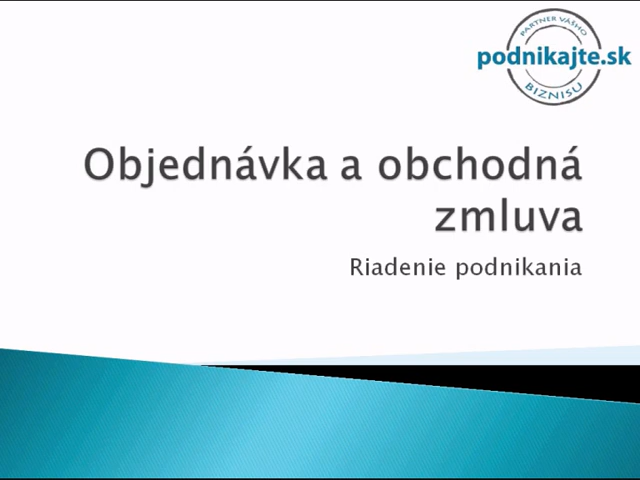 PARTNER VÁŠHO
podnikajte.sk
BIZNISU
Objednávka a obchodná
zmluva
Riadenie podnikania